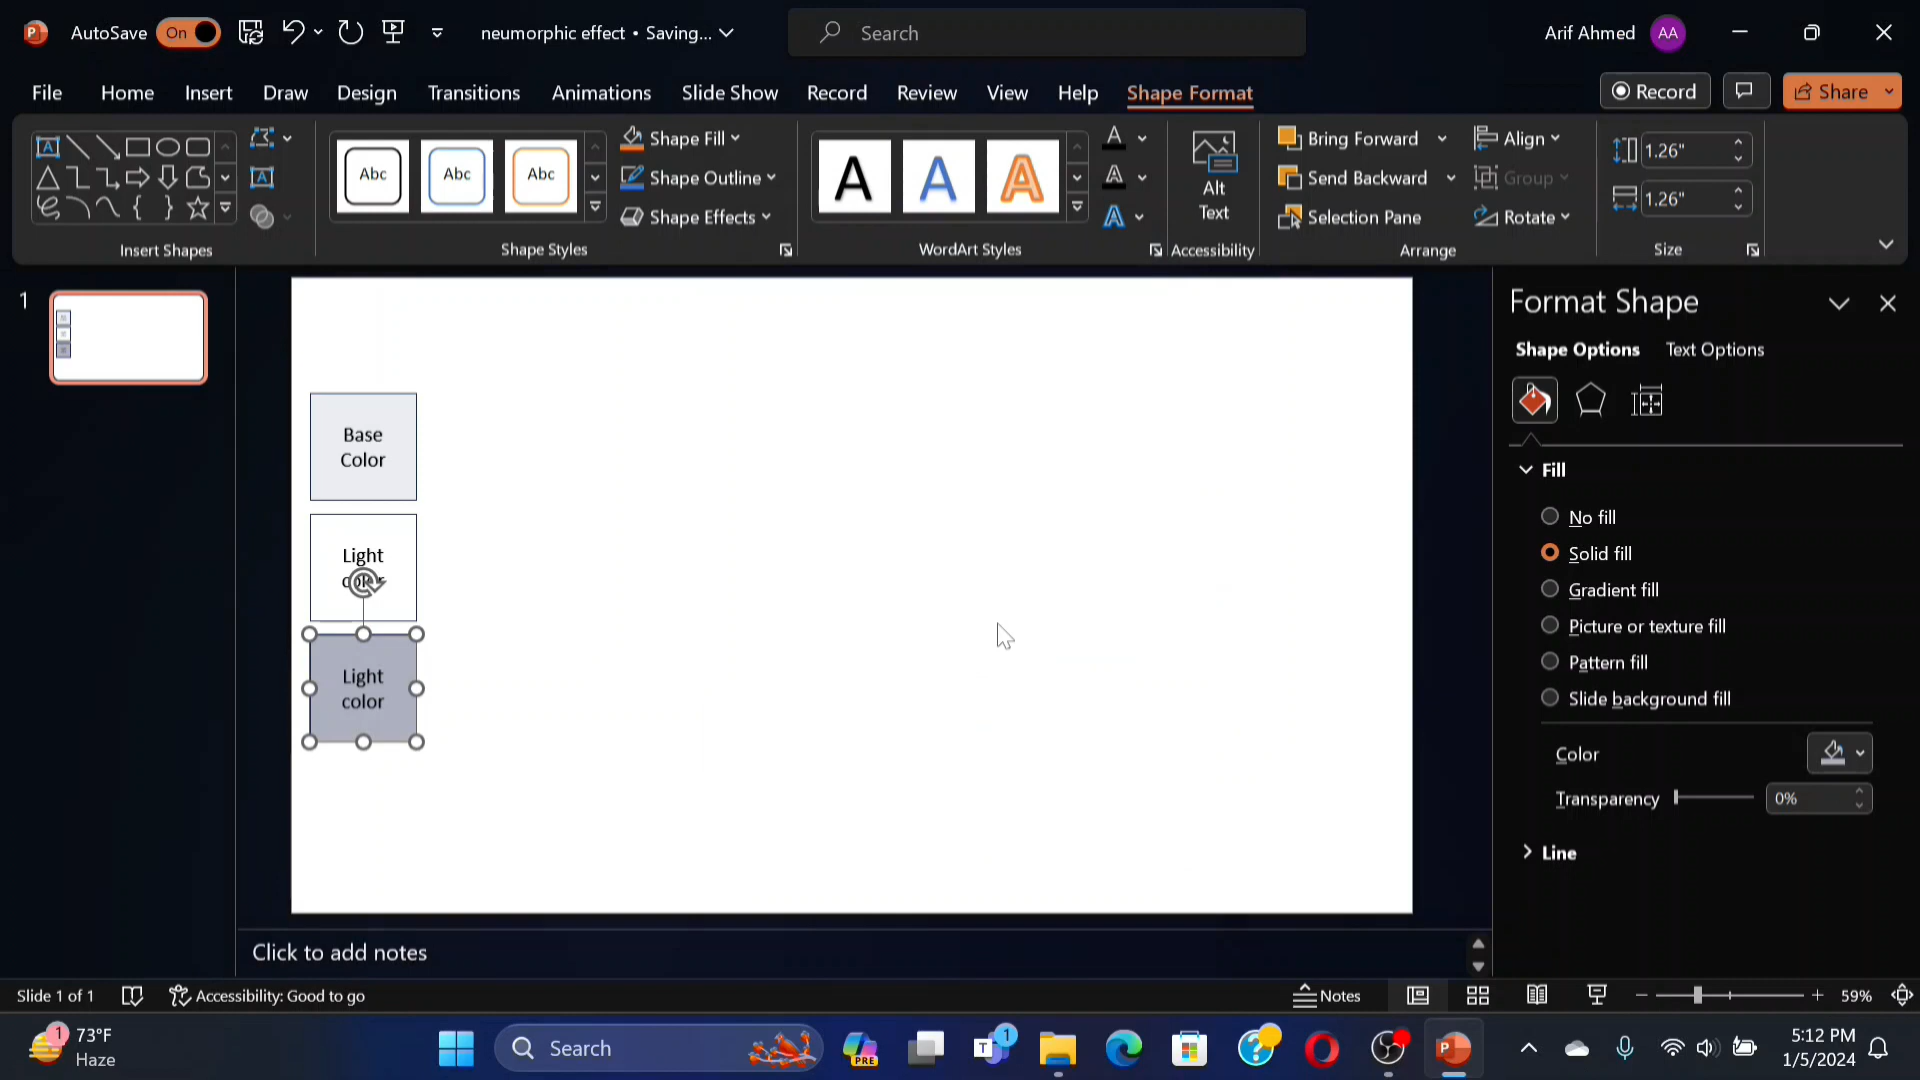 AutoSave On neumorphic effect • Saving... Search Arif Ahmed AA
File Home Insert Draw Design Transitions Animations Slide Show Record Review View Help Shape Format Record Share
Abc Abc Abc
Shape Fill
Shape Outline
Shape Effects
A A A
Alt
Text
Bring Forward
Send Backward
Selection Pane
Align
Group
Rotate
1.26"
1.26"
Insert Shapes Shape Styles WordArt Styles Accessibility Arrange Size
1
Base
Color
Light
color
Light
color
Format Shape
Shape Options Text Options
Fill
No fill
Solid fill
Gradient fill
Picture or texture fill
Pattern fill
Slide background fill
Color
Transparency 0%
Line
Click to add notes
Slide 1 of 1 Accessibility: Good to go Notes 59%
1 73°F
Haze
Search
PRE
T 1
P
5:12 PM
1/5/2024